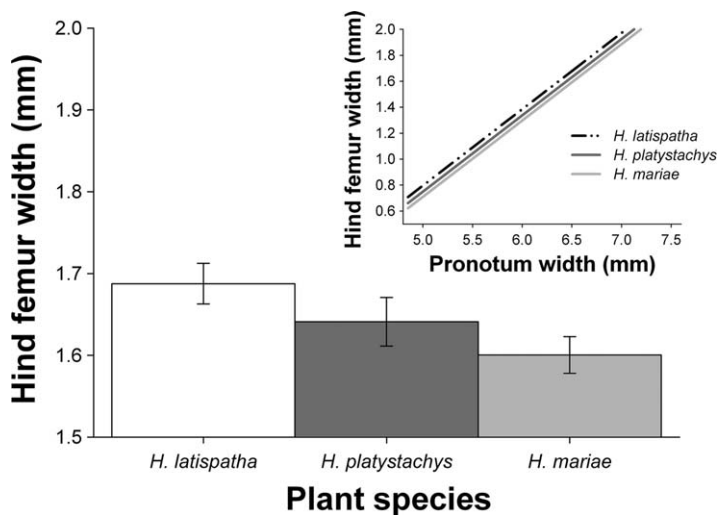 Hind femur width (mm)
2.0
1.9
1.8
1.7
1.6
1.5
H. latispatha
H. platystachys
H. mariae
Plant species
Hind femur width (mm)
2.0
1.8
1.6
1.4
1.2
1.0
0.8
0.6
5.0
5.5
6.0
6.5
7.0
7.5
Pronotum width (mm)
H. latispatha
H. platystachys
H. mariae